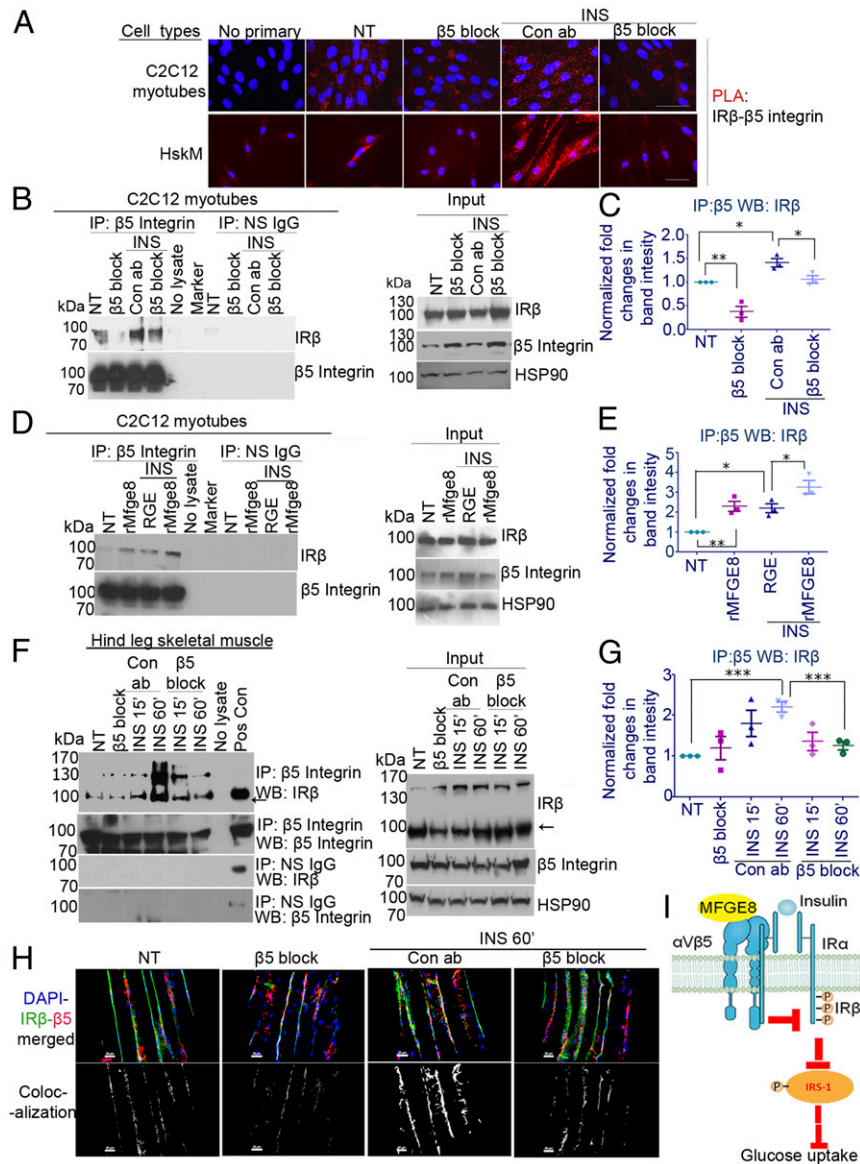 A
INS
Cell types
No primary
NT
β5 block
Con ab
β5 block
C2C12
myotubes
HskM
PLA:
IRβ-β5 integrin
B
C2C12 myotubes
IP: β5 Integrin
IP: NS IgG
INS
INS
kDa
NT
β5 block
Con ab
β5 block
No lysate
Marker
NT
β5 block
Con ab
β5 block
100
70
IRβ
100
70
β5 Integrin
Input
INS
kDa
NT
β5 block
Con ab
β5 block
130
100
IRβ
130
100
β5 Integrin
100
HSP90
C
IP:β5 WB: IRβ
Normalized fold
changes in
band intesity
2.0
1.5
1.0
0.5
0.0
*
**
*
NT
β5 block
Con ab
β5 block
INS
D
C2C12 myotubes
IP: β5 Integrin
IP: NS IgG
INS
INS
kDa
NT
rMfge8
RGE
rMfge8
No lysate
Marker
NT
rMfge8
RGE
rMfge8
100
70
IRβ
100
70
β5 Integrin
Input
INS
kDa
NT
rMfge8
RGE
rMfge8
100
70
IRβ
100
β5 Integrin
100
HSP90
E
IP:β5 WB: IRβ
Normalized fold
changes in
band intesity
5
4
3
2
1
0
*
*
**
NT
rMFGE8
RGE
rMFGE8
INS
F
Hind leg skeletal muscle
Con
ab
β5
block
kDa
NT
β5 block
INS 15'
INS 60'
INS 15'
INS 60'
No lysate
Pos Con
170
130
100
IP: β5 Integrin
WB: IRβ
←
100
70
IP: β5 Integrin
WB: β5 Integrin
100
70
IP: NS IgG
WB: IRβ
100
IP: NS IgG
WB: β5 Integrin
Input
Con
ab
β5
block
kDa
NT
β5 block
INS 15'
INS 60'
INS 15'
INS 60'
170
130
100
IRβ
←
100
70
β5 Integrin
100
70
HSP90
G
IP:β5 WB: IRβ
Normalized fold
changes in
band intesity
3
2
1
0
***
***
NT
β5 block
INS 15'
INS 60'
INS 15'
INS 60'
Con ab
β5 block
H
INS 60'
NT
β5 block
Con ab
β5 block
DAPI-
IRβ-β5
merged
Coloc-
-alization
I
MFGE8
Insulin
αVβ5
IRα
P
P
P
IRβ
P
IRS-1
Glucose uptake